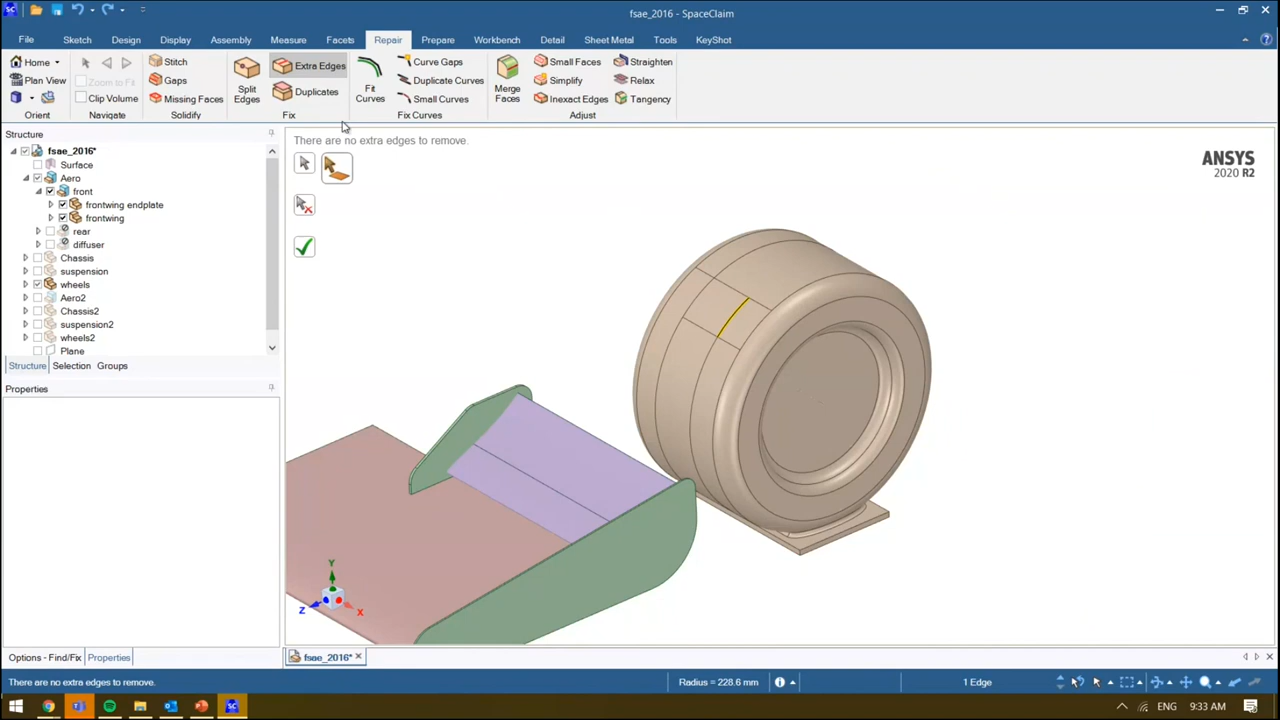 fsae_2016 - SpaceClaim
File Sketch Design Display Assembly Measure Facets Repair Prepare Workbench Detail Sheet Metal Tools KeyShot
Home
Plan View
Orient
Zoom to Fit
Clip Volume
Navigate
Stitch
Gaps
Missing Faces
Solidify
Split Edges
Extra Edges
Duplicates
Fix
Fit Curves
Curve Gaps
Duplicate Curves
Small Curves
Fix Curves
Merge Faces
Small Faces
Simplify
Inexact Edges
Straighten
Relax
Tangency
Adjust
Structure
fsae_2016*
Surface
Aero
front
frontwing endplate
frontwing
rear
diffuser
Chassis
suspension
wheels
Aero2
Chassis2
suspension2
wheels2
Plane
Structure Selection Groups
Properties
Options - Find/Fix Properties
There are no extra edges to remove.
ANSYS
2020 R2
Y
Z
X
fsae_2016*
There are no extra edges to remove. Radius = 228.6 mm 1 Edge
ENG 9:33 AM